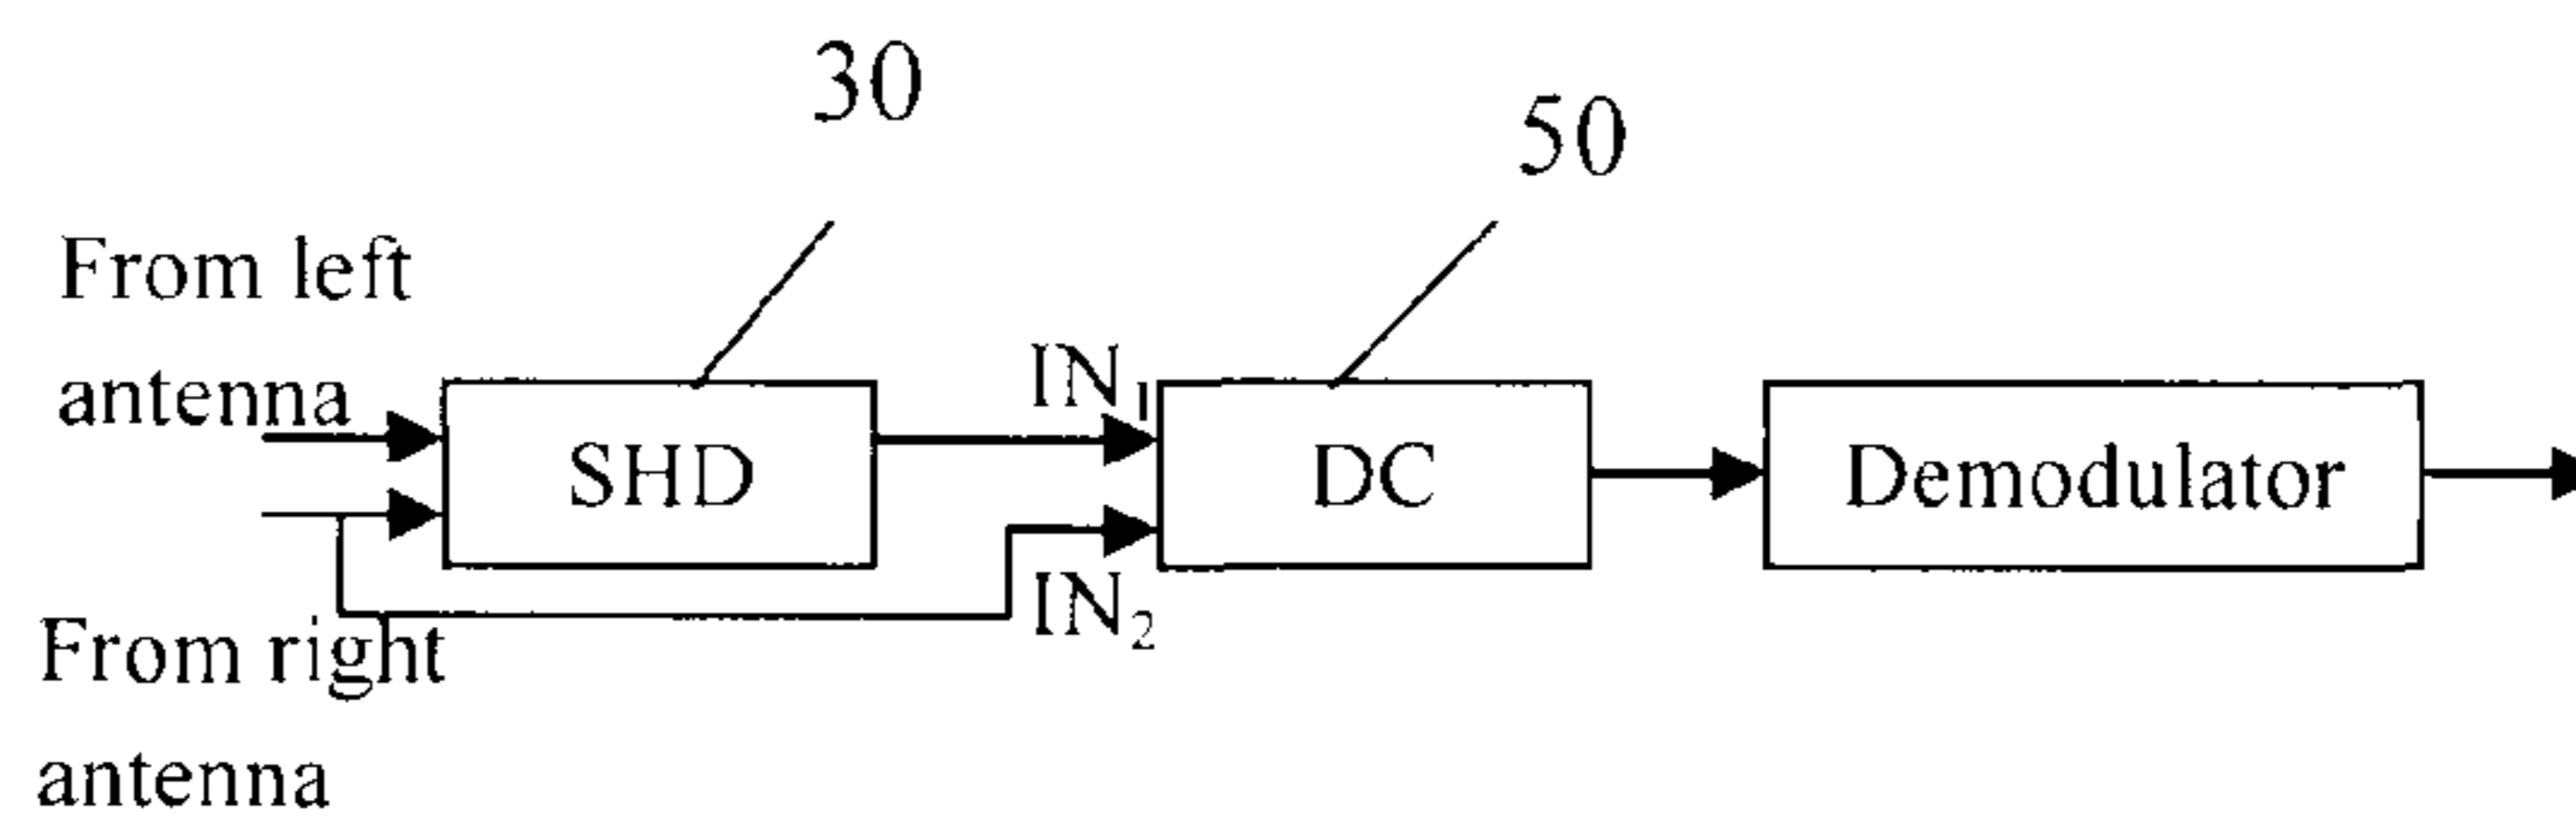 30
50
From left
antenna
IN₁
SHD
DC
Demodulator
IN₂
From right
antenna